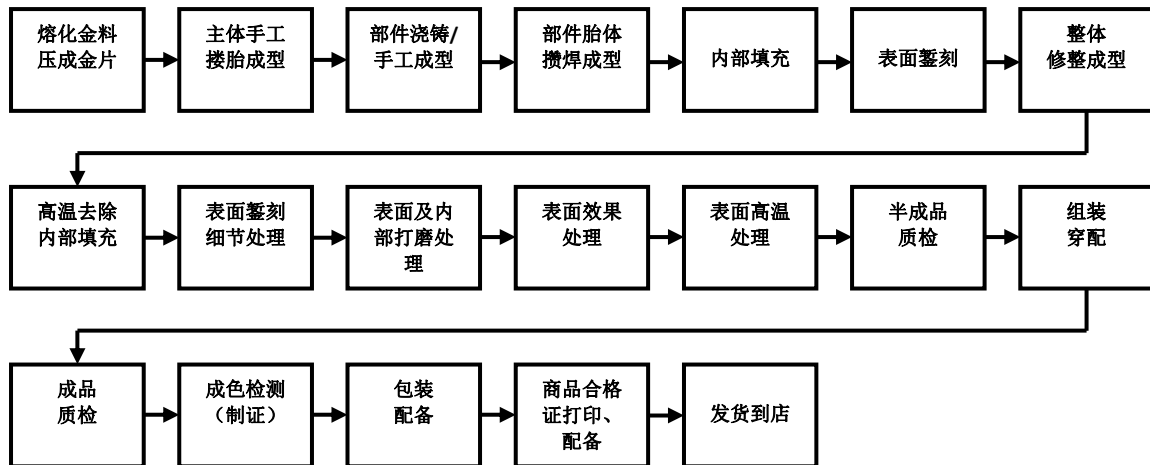 熔化金料
压成金片
主体手工
搂胎成型
部件浇铸/
手工成型
部件胎体
攒焊成型
内部填充
表面錾刻
整体
修整成型
高温去除
内部填充
表面錾刻
细节处理
表面及内
部打磨处
理
表面效果
处理
表面高温
处理
半成品
质检
组装
穿配
成品
质检
成色检测
（制证）
包装
配备
商品合格
证打印、
配备
发货到店